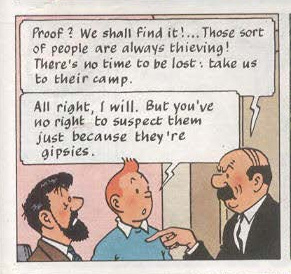 Proof? We shall find it!... Those sort
of people are always thieving!
There's no time to be lost: take us
to their camp.
All right, I will. But you've
no right to suspect them
just because they're
gipsies.